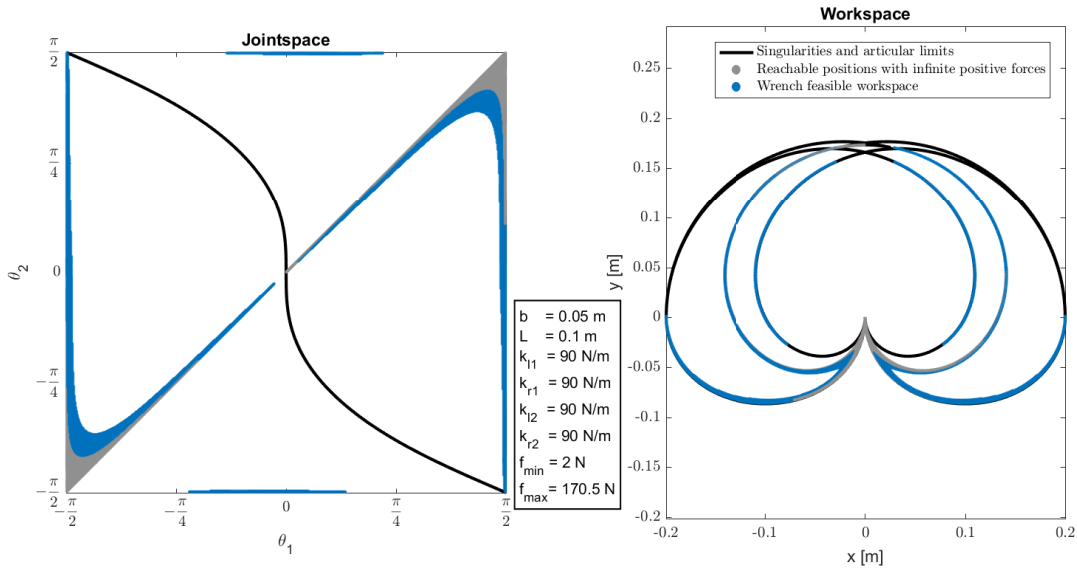 Jointspace
π/2
π/4
0
-π/4
-π/2
θ2
-π/2
-π/4
0
π/4
π/2
θ1
b = 0.05 m
L = 0.1 m
kl1 = 90 N/m
kr1 = 90 N/m
kl2 = 90 N/m
kr2 = 90 N/m
fmin = 2 N
fmax = 170.5 N
Workspace
Singularities and articular limits
Reachable positions with infinite positive forces
Wrench feasible workspace
0.25
0.2
0.15
0.1
0.05
0
-0.05
-0.1
-0.15
-0.2
y [m]
-0.2
-0.1
0
0.1
0.2
x [m]